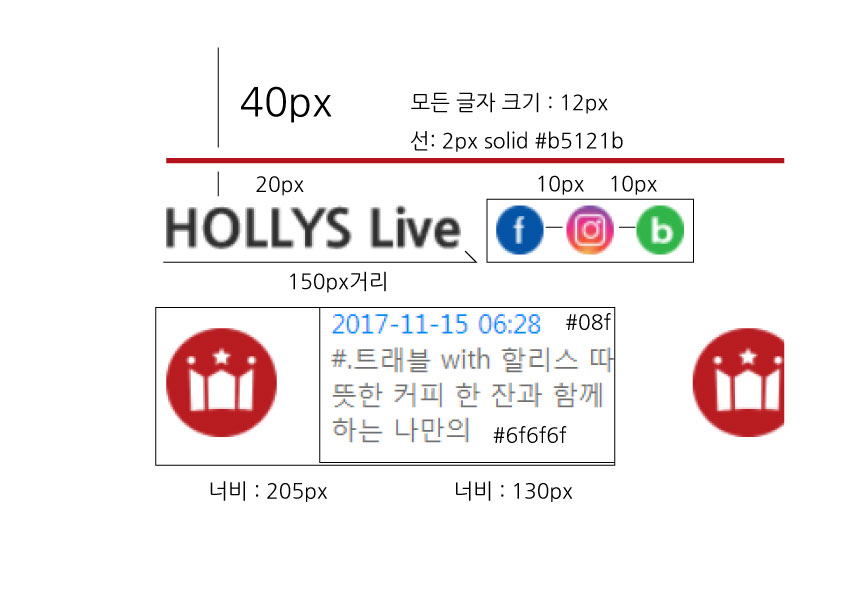 40px
모든 글자 크기 : 12px
선: 2px solid #b5121b
20px
10px
10px
HOLLYS Live
f
b
150px거리
2017-11-15 06:28
#08f
#.트래블 with 할리스 따
뜻한 커피 한 잔과 함께
하는 나만의
#6f6f6f
너비 : 205px
너비 : 130px